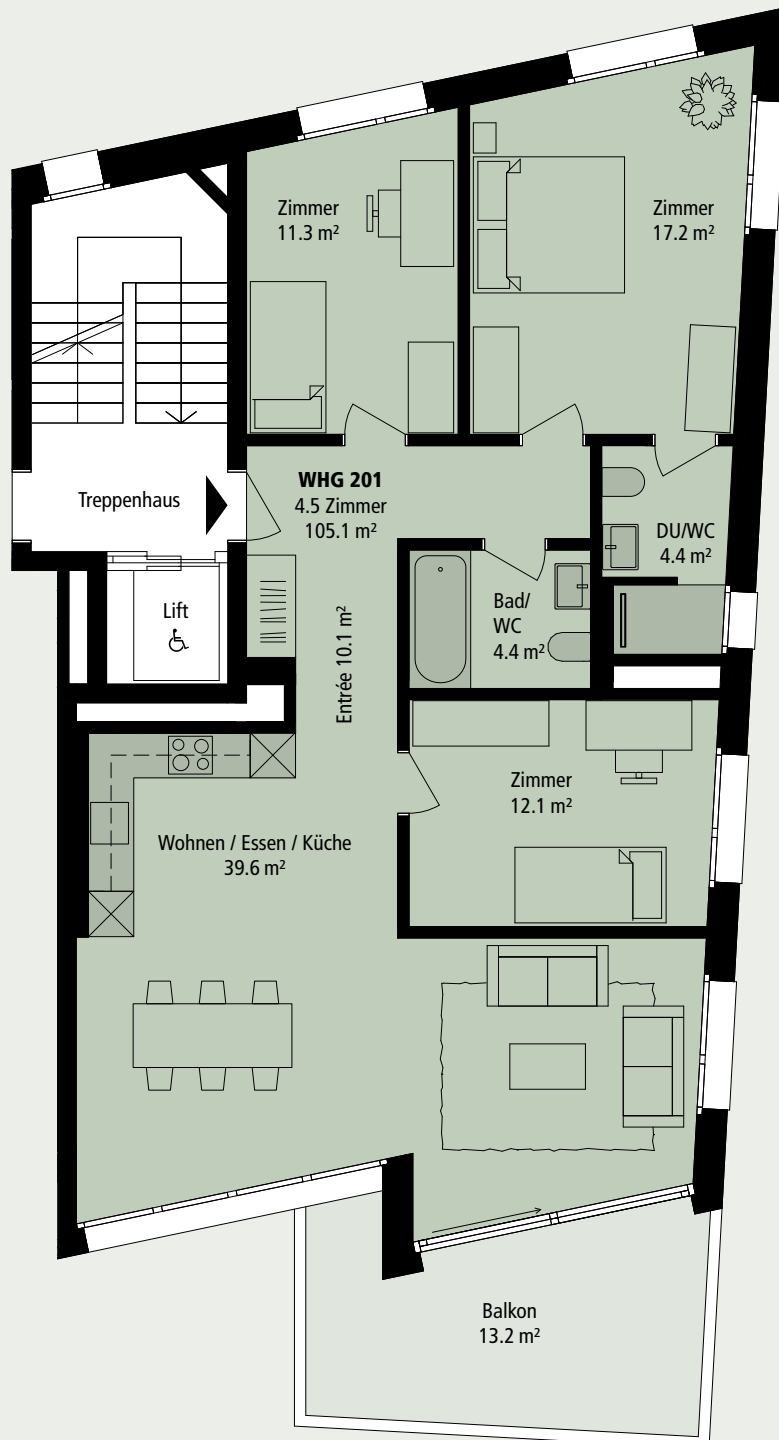 Zimmer
11.3 m²
Zimmer
17.2 m²
WHG 201
4.5 Zimmer
105.1 m²
Treppenhaus
DU/WC
4.4 m²
Lift
Bad/
WC
4.4 m²
Entrée 10.1 m²
Zimmer
12.1 m²
Wohnen / Essen / Küche
39.6 m²
Balkon
13.2 m²